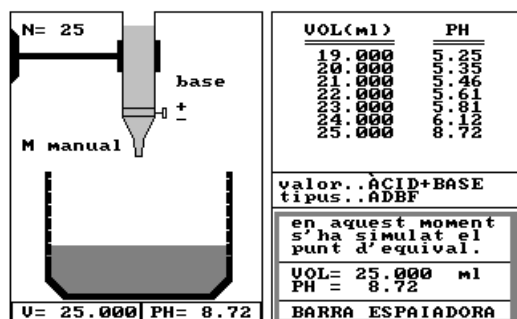 N= 25
base
+
-
M manual
V= 25.000 PH= 8.72
VOL(ml) PH
19.000 5.25
20.000 5.35
21.000 5.46
22.000 5.61
23.000 5.81
24.000 6.12
25.000 8.72
valor..ÀCID+BASE
tipus..ADBF
en aquest moment
s'ha simulat el
punt d'equival.
VOL= 25.000 ml
PH = 8.72
BARRA ESPAIADORA